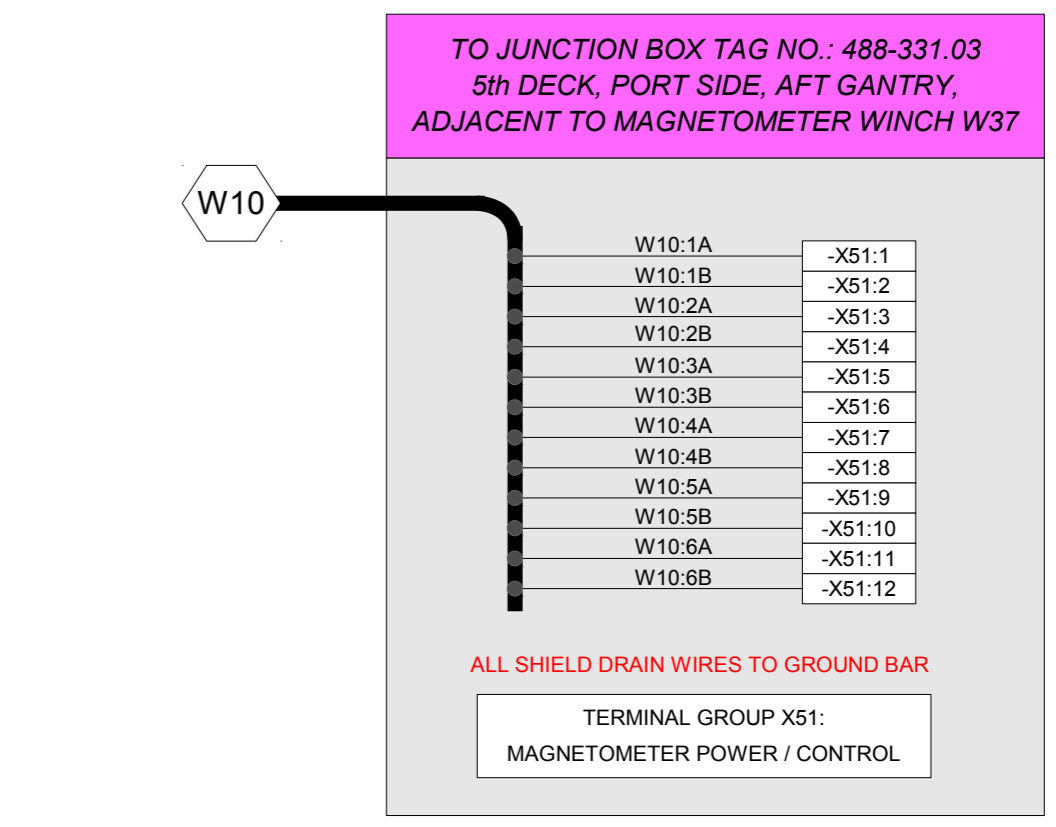 TO JUNCTION BOX TAG NO.: 488-331.03
5th DECK, PORT SIDE, AFT GANTRY,
ADJACENT TO MAGNETOMETER WINCH W37
W10
W10:1A -X51:1
W10:1B -X51:2
W10:2A -X51:3
W10:2B -X51:4
W10:3A -X51:5
W10:3B -X51:6
W10:4A -X51:7
W10:4B -X51:8
W10:5A -X51:9
W10:5B -X51:10
W10:6A -X51:11
W10:6B -X51:12
ALL SHIELD DRAIN WIRES TO GROUND BAR
TERMINAL GROUP X51:
MAGNETOMETER POWER / CONTROL